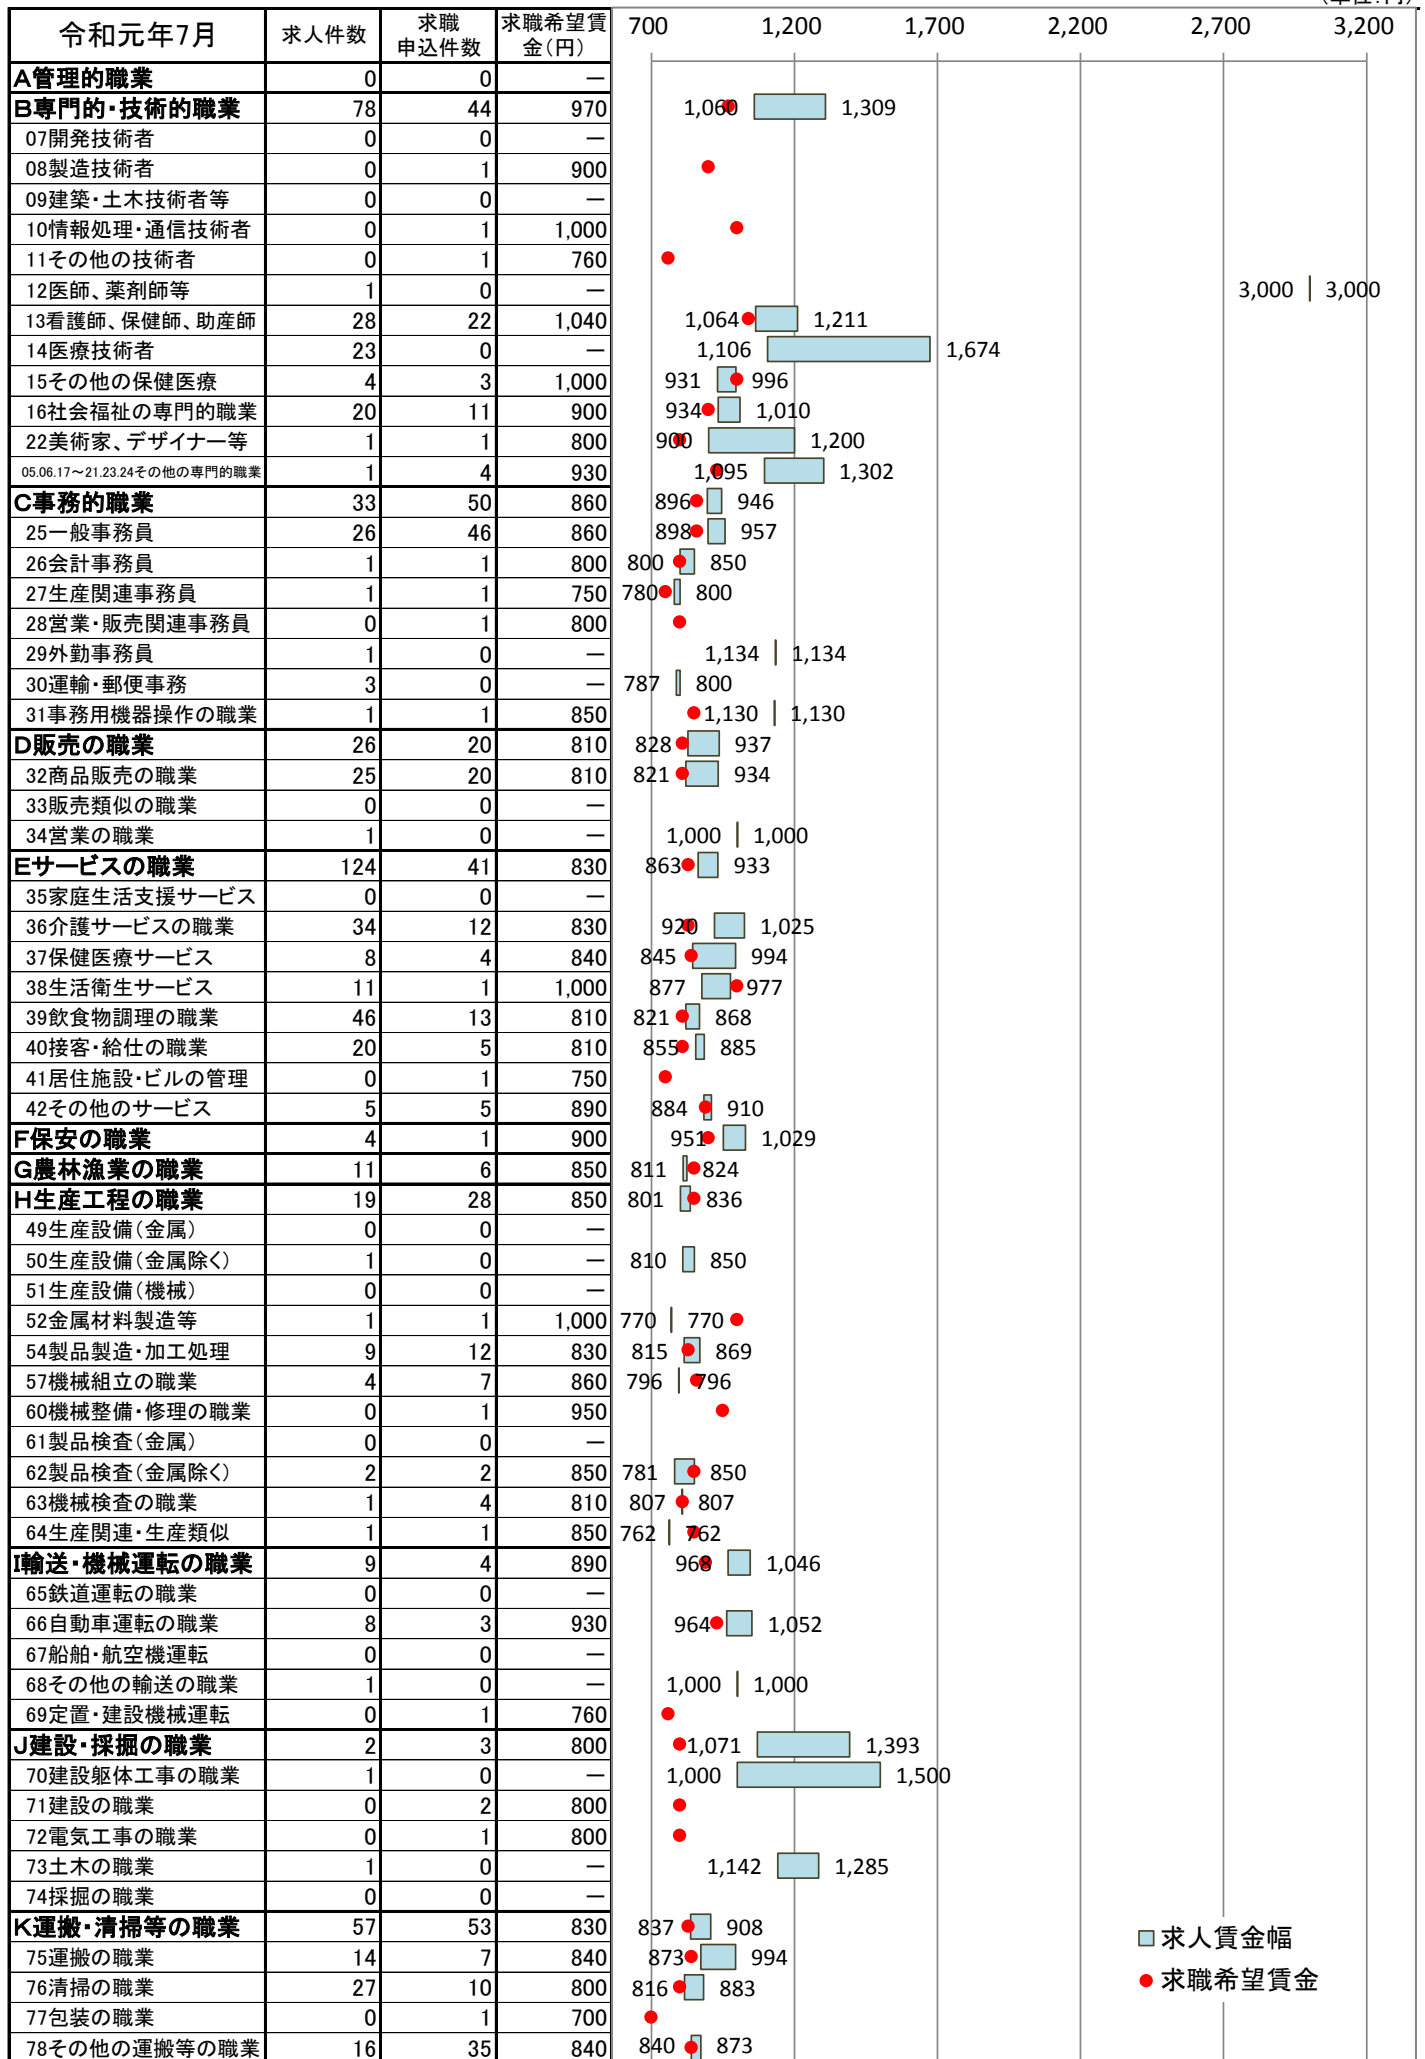 (単位:円)
令和元年7月 求人件数 求職申込件数 求職希望賃金(円) 700 1,200 1,700 2,200 2,700 3,200
A管理的職業 0 0 ―
B専門的・技術的職業 78 44 970 1,060 1,309
07開発技術者 0 0 ―
08製造技術者 0 1 900
09建築・土木技術者等 0 0 ―
10情報処理・通信技術者 0 1 1,000
11その他の技術者 0 1 760
12医師、薬剤師等 1 0 ― 3,000 3,000
13看護師、保健師、助産師 28 22 1,040 1,064 1,211
14医療技術者 23 0 ― 1,106 1,674
15その他の保健医療 4 3 1,000 931 996
16社会福祉の専門的職業 20 11 900 934 1,010
22美術家、デザイナー等 1 1 800 900 1,200
05.06.17～21.23.24その他の専門的職業 1 4 930 1,095 1,302
C事務的職業 33 50 860 896 946
25一般事務員 26 46 860 898 957
26会計事務員 1 1 800 800 850
27生産関連事務員 1 1 750 780 800
28営業・販売関連事務員 0 1 800
29外勤事務員 1 0 ― 1,134 1,134
30運輸・郵便事務 3 0 ― 787 800
31事務用機器操作の職業 1 1 850 1,130 1,130
D販売の職業 26 20 810 828 937
32商品販売の職業 25 20 810 821 934
33販売類似の職業 0 0 ―
34営業の職業 1 0 ― 1,000 1,000
Eサービスの職業 124 41 830 863 933
35家庭生活支援サービス 0 0 ―
36介護サービスの職業 34 12 830 920 1,025
37保健医療サービス 8 4 840 845 994
38生活衛生サービス 11 1 1,000 877 977
39飲食物調理の職業 46 13 810 821 868
40接客・給仕の職業 20 5 810 855 885
41居住施設・ビルの管理 0 1 750
42その他のサービス 5 5 890 884 910
F保安の職業 4 1 900 951 1,029
G農林漁業の職業 11 6 850 811 824
H生産工程の職業 19 28 850 801 836
49生産設備(金属) 0 0 ―
50生産設備(金属除く) 1 0 ― 810 850
51生産設備(機械) 0 0 ―
52金属材料製造等 1 1 1,000 770 770
54製品製造・加工処理 9 12 830 815 869
57機械組立の職業 4 7 860 796 796
60機械整備・修理の職業 0 1 950
61製品検査(金属) 0 0 ―
62製品検査(金属除く) 2 2 850 781 850
63機械検査の職業 1 4 810 807 807
64生産関連・生産類似 1 1 850 762 762
I輸送・機械運転の職業 9 4 890 968 1,046
65鉄道運転の職業 0 0 ―
66自動車運転の職業 8 3 930 964 1,052
67船舶・航空機運転 0 0 ―
68その他の輸送の職業 1 0 ― 1,000 1,000
69定置・建設機械運転 0 1 760
J建設・採掘の職業 2 3 800 1,071 1,393
70建設躯体工事の職業 1 0 ― 1,000 1,500
71建設の職業 0 2 800
72電気工事の職業 0 1 800
73土木の職業 1 0 ― 1,142 1,285
74採掘の職業 0 0 ―
K運搬・清掃等の職業 57 53 830 837 908
75運搬の職業 14 7 840 873 994
76清掃の職業 27 10 800 816 883
77包装の職業 0 1 700
78その他の運搬等の職業 16 35 840 840 873
求人賃金幅
求職希望賃金